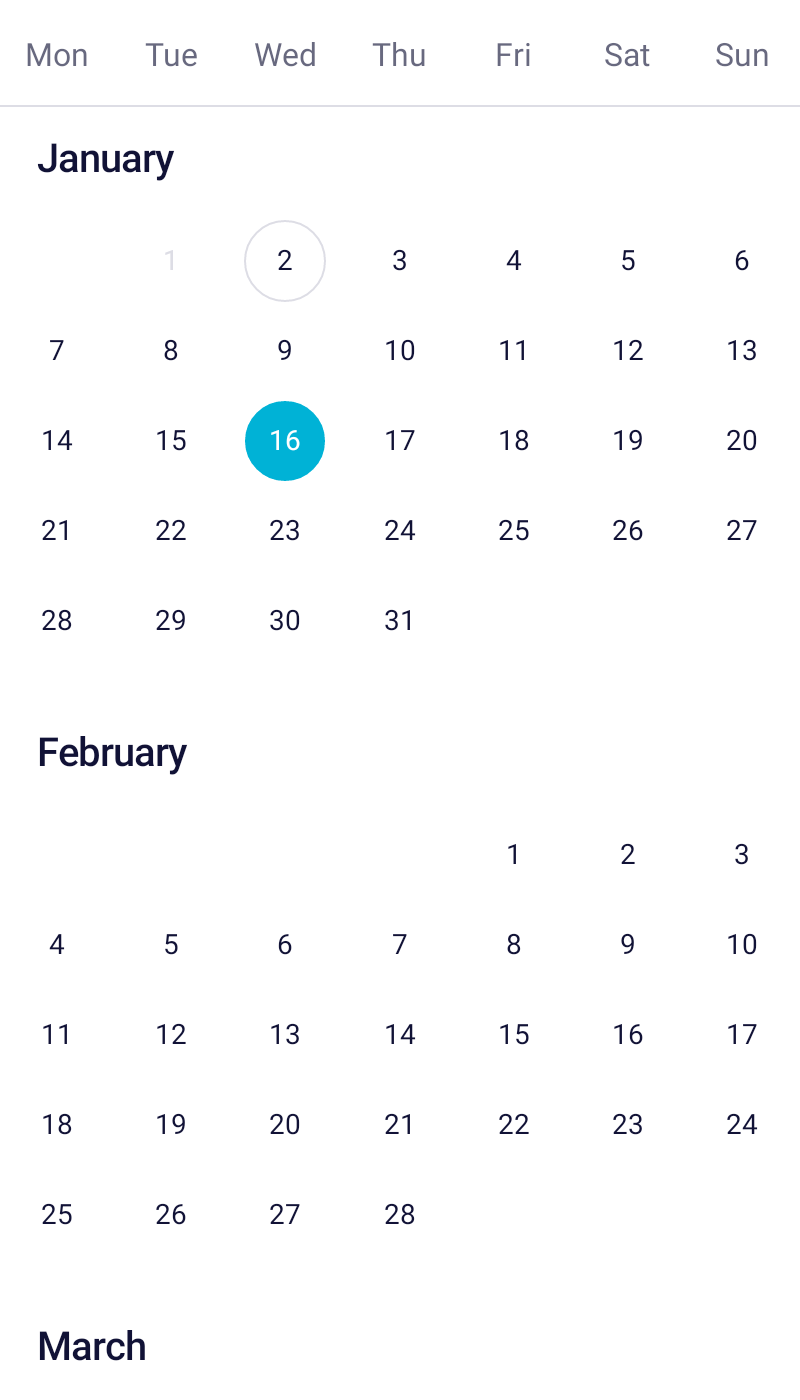 Mon Tue Wed Thu Fri Sat Sun
January
1 2 3 4 5 6
7 8 9 10 11 12 13
14 15 16 17 18 19 20
21 22 23 24 25 26 27
28 29 30 31
February
1 2 3
4 5 6 7 8 9 10
11 12 13 14 15 16 17
18 19 20 21 22 23 24
25 26 27 28
March